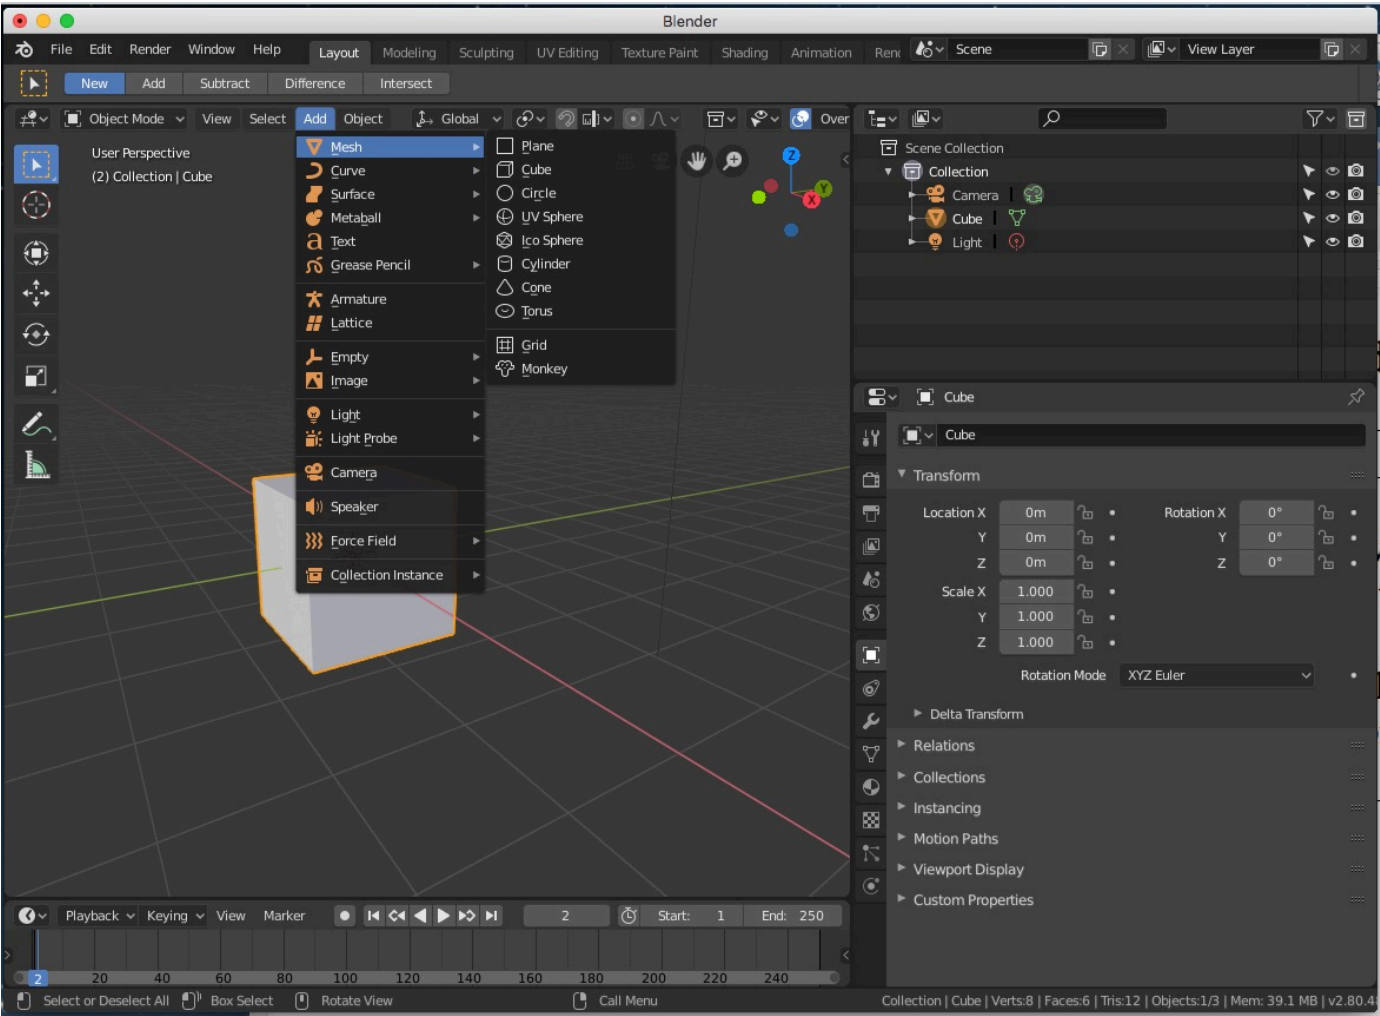 Blender
File Edit Render Window Help Layout Modeling Sculpting UV Editing Texture Paint Shading Animation Ren Scene View Layer
New Add Subtract Difference Intersect
Object Mode View Select Add Object Global Over
User Perspective
(2) Collection | Cube
Mesh
Curve
Surface
Metaball
Text
Grease Pencil
Armature
Lattice
Empty
Image
Light
Light Probe
Camera
Speaker
Force Field
Collection Instance
Plane
Cube
Circle
UV Sphere
Ico Sphere
Cylinder
Cone
Torus
Grid
Monkey
Z
Y
X
Scene Collection
Collection
Camera
Cube
Light
Cube
Cube
Transform
Location X 0m Rotation X 0°
Y 0m Y 0°
Z 0m Z 0°
Scale X 1.000
Y 1.000
Z 1.000
Rotation Mode XYZ Euler
Delta Transform
Relations
Collections
Instancing
Motion Paths
Viewport Display
Custom Properties
Playback Keying View Marker 2 Start: 1 End: 250
2 20 40 60 80 100 120 140 160 180 200 220 240
Select or Deselect All Box Select Rotate View Call Menu Collection | Cube | Verts:8 | Faces:6 | Tris:12 | Objects:1/3 | Mem: 39.1 MB | v2.80.4